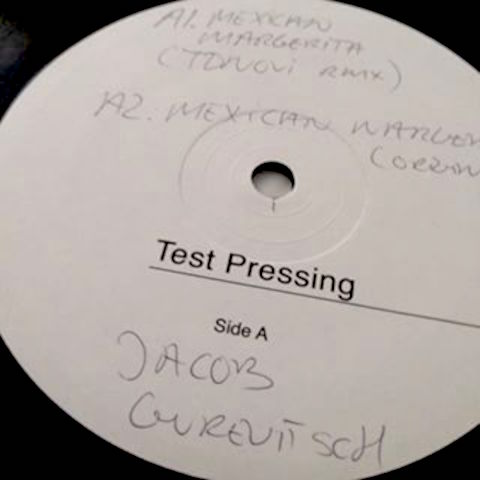 A1. MEXICAN
MARGERITA
(TONOVI RMX)
A2. MEXICAN
Test Pressing
Side A
JACOB
GUREVITSCH